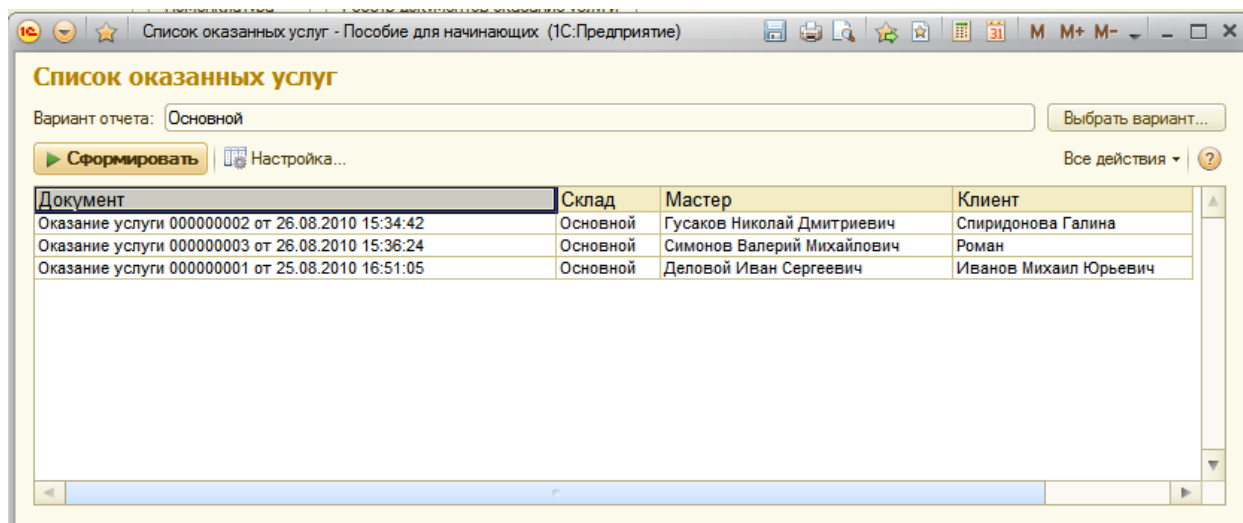 Список оказанных услуг - Пособие для начинающих (1С:Предприятие)
31 M M+ M-
Список оказанных услуг
Вариант отчета: Основной Выбрать вариант...
Сформировать Настройка... Все действия ?
Документ Склад Мастер Клиент
Оказание услуги 000000002 от 26.08.2010 15:34:42 Основной Гусаков Николай Дмитриевич Спиридонова Галина
Оказание услуги 000000003 от 26.08.2010 15:36:24 Основной Симонов Валерий Михайлович Роман
Оказание услуги 000000001 от 25.08.2010 16:51:05 Основной Деловой Иван Сергеевич Иванов Михаил Юрьевич